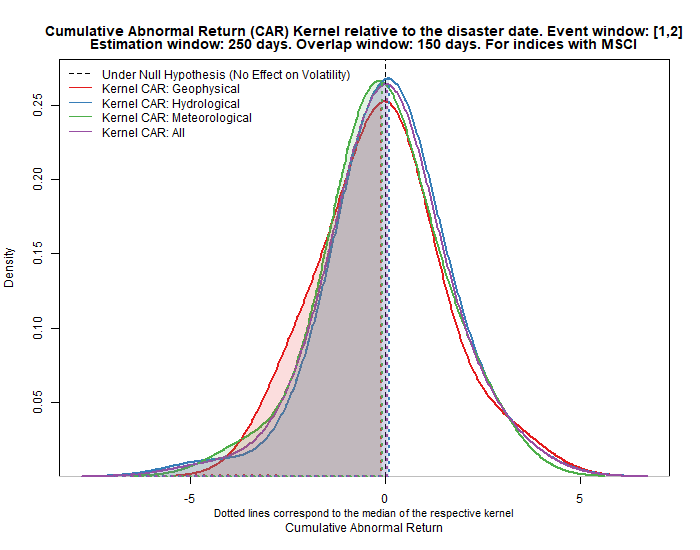 Cumulative Abnormal Return (CAR) Kernel relative to the disaster date. Event window: [1,2]
Estimation window: 250 days. Overlap window: 150 days. For indices with MSCI
Under Null Hypothesis (No Effect on Volatility)
Kernel CAR: Geophysical
Kernel CAR: Hydrological
Kernel CAR: Meteorological
Kernel CAR: All
Density
0.25
0.20
0.15
0.10
0.05
-5
0
5
Dotted lines correspond to the median of the respective kernel
Cumulative Abnormal Return